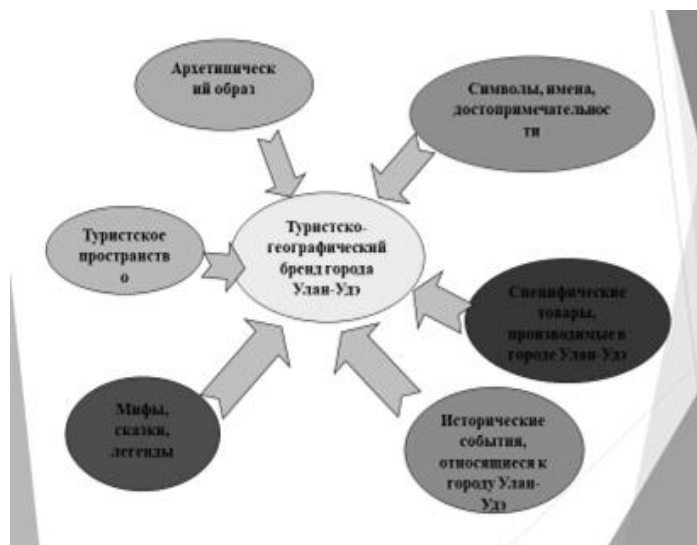 Архетипическ
ий образ
Символы, имена,
достопримечательнос
ти
Туристско-
географический
бренд города
Улан-Удэ
Туристское
пространств
о
Специфические
товары,
производимые в
городе Улан-Удэ
Мифы,
сказки,
легенды
Исторические
события,
относящиеся к
городу Улан-
Удэ